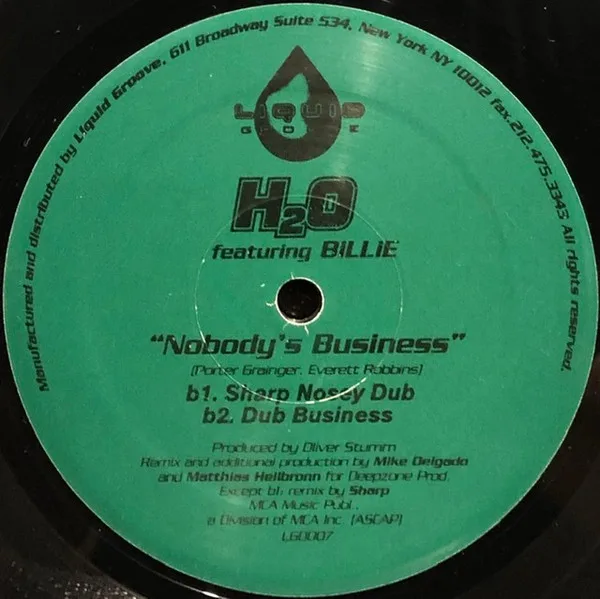 Manufactured and distributed by Liquid Groove, 611 Broadway Suite 534, New York NY 10012 fax.212.475.3343 All rights reserved.
LIQUID
GROOVE
H2O
featuring BILLIE
"Nobody's Business"
(Porter Grainger, Everett Robbins)
b1. Sharp Nosey Dub
b2. Dub Business
Produced by Oliver Stumm
Remix and additional production by Mike Delgado
and Matthias Heilbronn for Deepzone Prod.
Except b1, remix by Sharp
MCA Music Publ.,
a Division of MCA Inc. (ASCAP)
LG0007